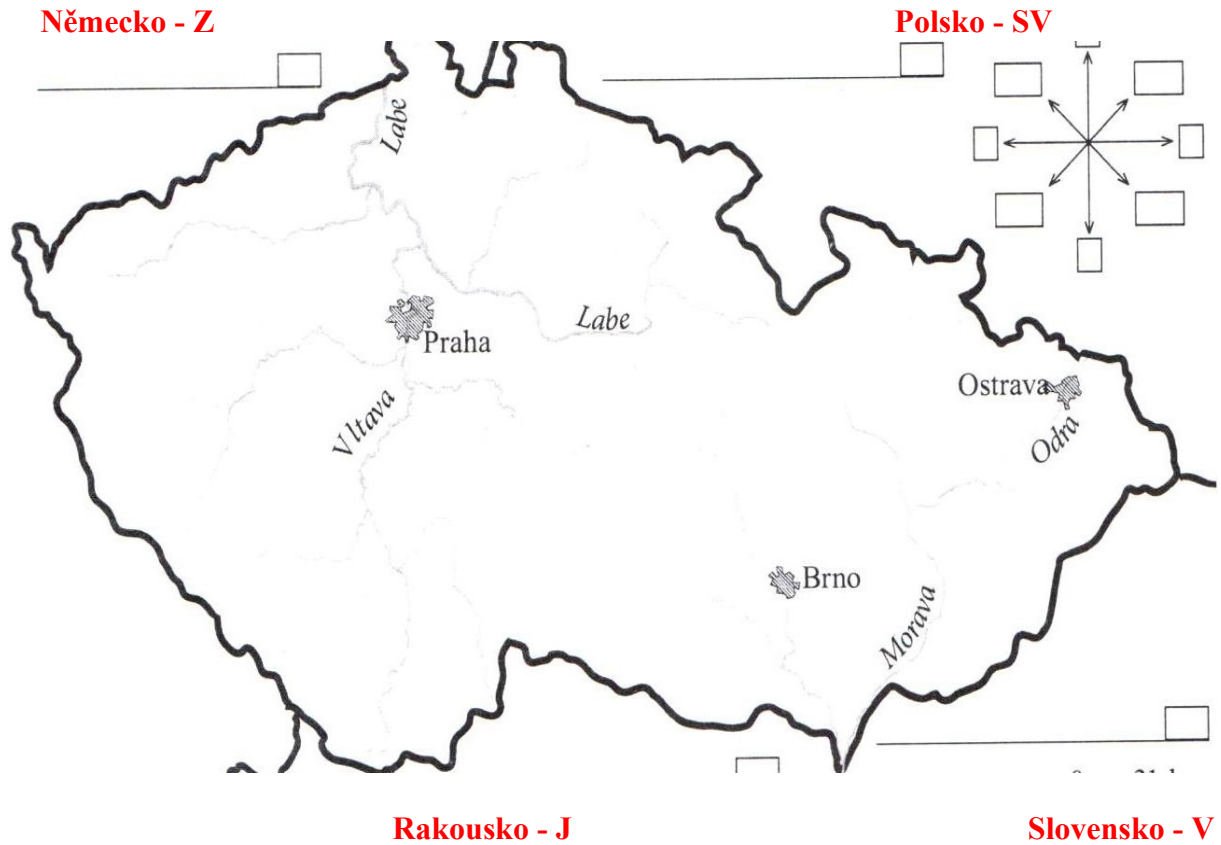 Německo - Z
Polsko - SV
Labe
Labe
Praha
Vltava
Ostrava
Odra
Brno
Morava
Rakousko - J
Slovensko - V